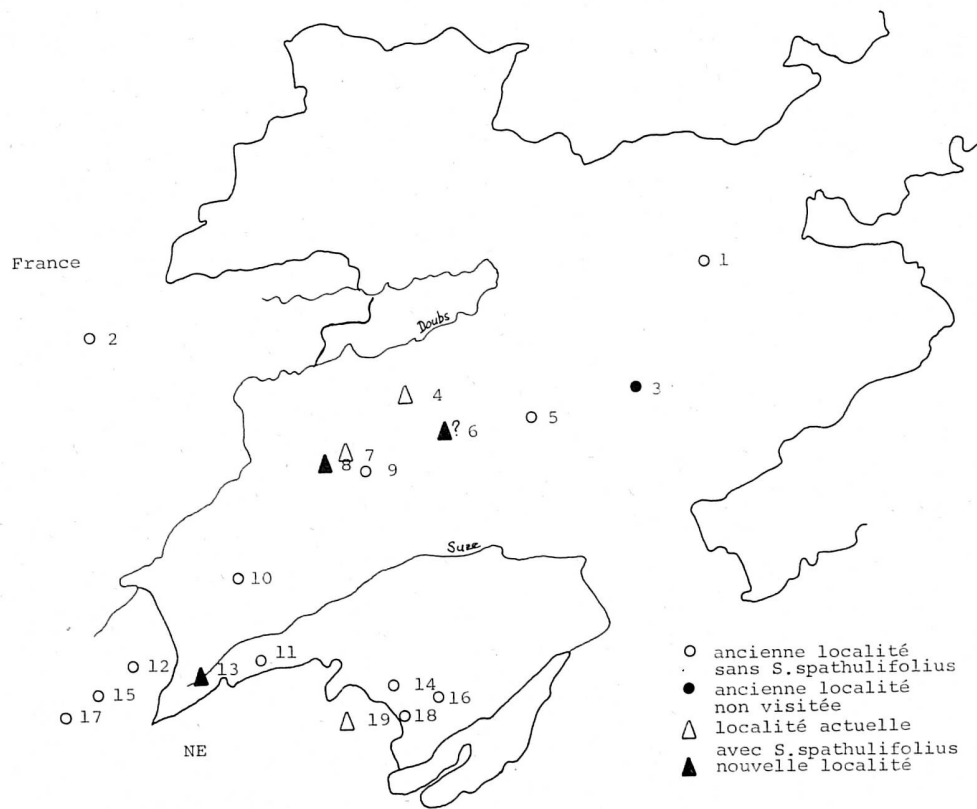 France
1
2
Doubs
4
3
5
? 6
7
8
9
Suze
10
11
12
13
14
15
16
17
18
19
NE
ancienne localité
sans S.spathulifolius
ancienne localité
non visitée
localité actuelle
avec S.spathulifolius
nouvelle localité